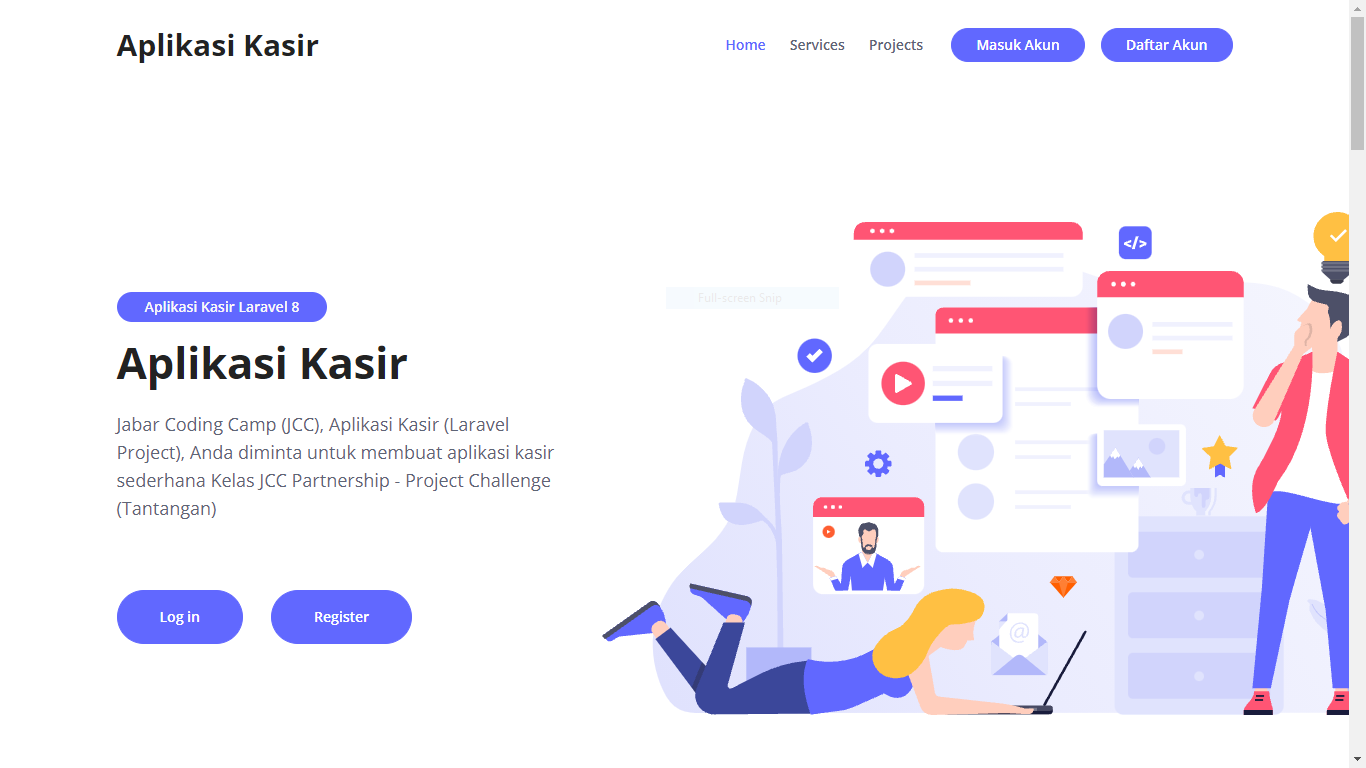 Aplikasi Kasir
Home Services Projects Masuk Akun Daftar Akun
Full-screen Snip
Aplikasi Kasir Laravel 8
Aplikasi Kasir
Jabar Coding Camp (JCC), Aplikasi Kasir (Laravel
Project), Anda diminta untuk membuat aplikasi kasir
sederhana Kelas JCC Partnership - Project Challenge
(Tantangan)
Log in Register
</>
@